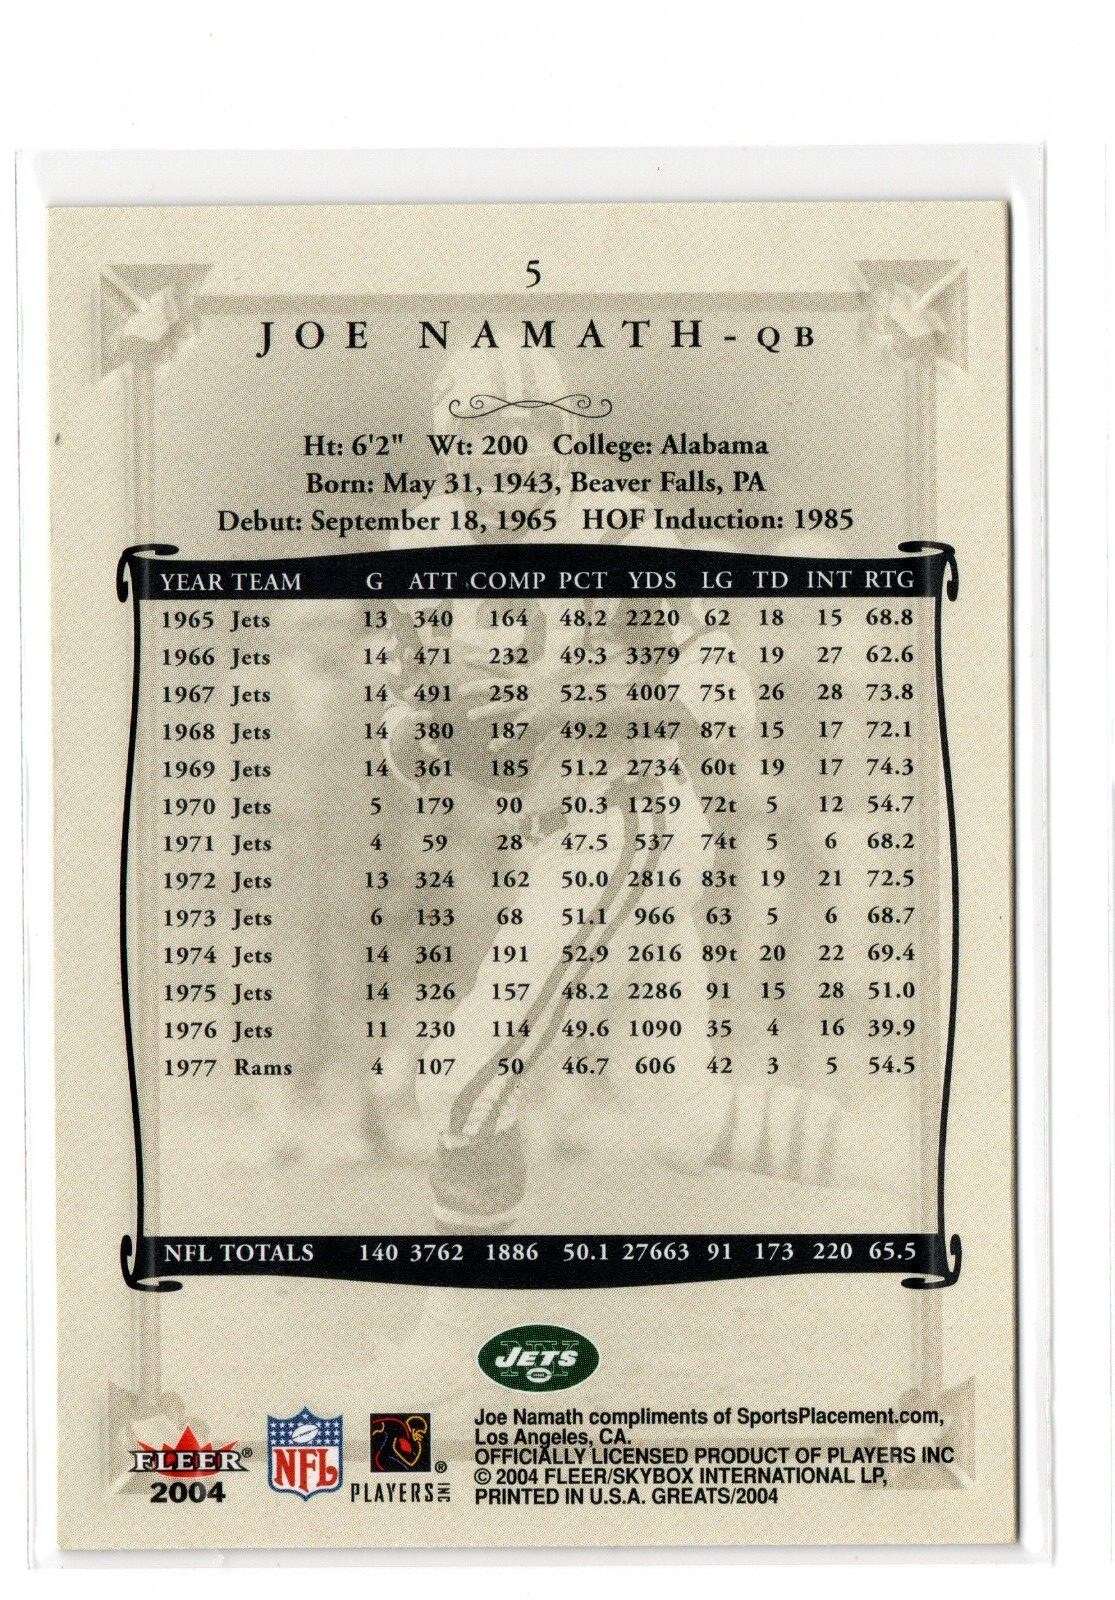 5
JOE NAMATH - QB
Ht: 6'2" Wt: 200 College: Alabama
Born: May 31, 1943, Beaver Falls, PA
Debut: September 18, 1965 HOF Induction: 1985
YEAR TEAM G ATT COMP PCT YDS LG TD INT RTG
1965 Jets 13 340 164 48.2 2220 62 18 15 68.8
1966 Jets 14 471 232 49.3 3379 77t 19 27 62.6
1967 Jets 14 491 258 52.5 4007 75t 26 28 73.8
1968 Jets 14 380 187 49.2 3147 87t 15 17 72.1
1969 Jets 14 361 185 51.2 2734 60t 19 17 74.3
1970 Jets 5 179 90 50.3 1259 72t 5 12 54.7
1971 Jets 4 59 28 47.5 537 74t 5 6 68.2
1972 Jets 13 324 162 50.0 2816 83t 19 21 72.5
1973 Jets 6 133 68 51.1 966 63 5 6 68.7
1974 Jets 14 361 191 52.9 2616 89t 20 22 69.4
1975 Jets 14 326 157 48.2 2286 91 15 28 51.0
1976 Jets 11 230 114 49.6 1090 35 4 16 39.9
1977 Rams 4 107 50 46.7 606 42 3 5 54.5
NFL TOTALS 140 3762 1886 50.1 27663 91 173 220 65.5
NY JETS
FLEER®
2004
NFL
® PLAYERS INC
Joe Namath compliments of SportsPlacement.com,
Los Angeles, CA.
OFFICIALLY LICENSED PRODUCT OF PLAYERS INC
© 2004 FLEER/SKYBOX INTERNATIONAL LP,
PRINTED IN U.S.A. GREATS/2004